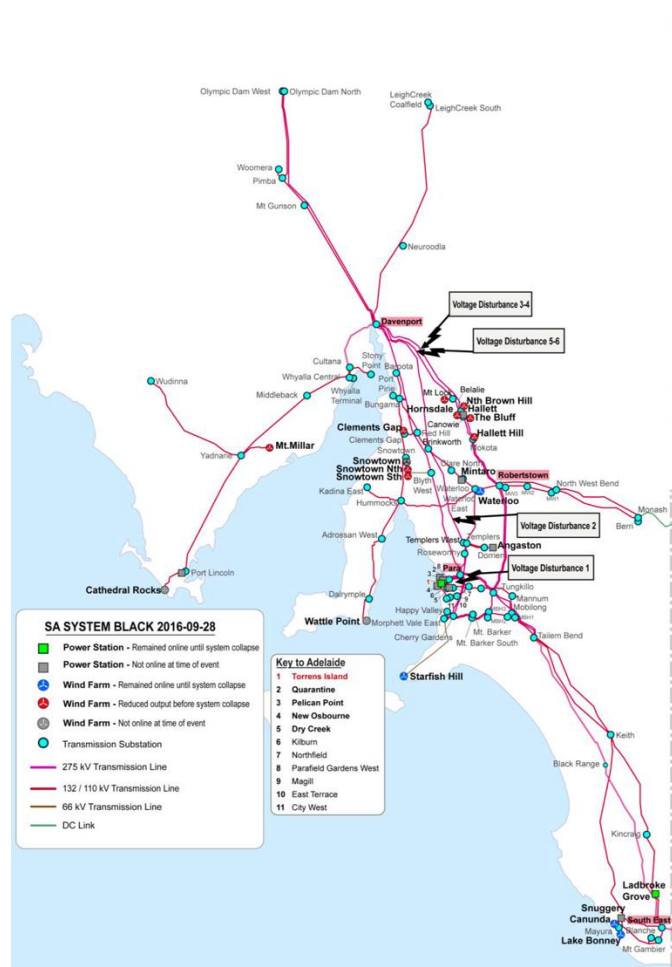 Olympic Dam West
Olympic Dam North
LeighCreek
Coalfield
LeighCreek South
Woomera
Pimba
Mt Gunson
Neuroodla
Voltage Disturbance 3-4
Davenport
Voltage Disturbance 5-6
Cultana
Stony
Point
Whyalla Central
Baroota
Port
Pirie
Mt Lock
Belalie
Wudinna
Middleback
Whyalla
Terminal
Bungama
Nth Brown Hill
Hornsdale
Hallett
The Bluff
Canowie
Clements Gap
Clements Gap
Red Hill
Brinkworth
Hallett Hill
Mokota
Yadnarie
Mt.Millar
Snowtown
Snowtown
Snowtown Nth
Snowtown Sth
Clare North
Mintaro
Robertstown
Blyth
West
Waterloo
Waterloo
Waterloo
East
MW3
MW2
MW1
North West Bend
Monash
Berri
Kadina East
Hummocks
Voltage Disturbance 2
Adrossan West
Templers West
Templers
Angaston
Dorrien
Roseworthy
Voltage Disturbance 1
Para
Port Lincoln
Cathedral Rocks
Dalrymple
Wattle Point
Tungkillo
Mannum
Mobilong
Happy Valley
Morphett Vale East
Cherry Gardens
Mt. Barker
Mt. Barker South
Tailem Bend
Starfish Hill
SA SYSTEM BLACK 2016-09-28
Power Station - Remained online until system collapse
Power Station - Not online at time of event
Wind Farm - Remained online until system collapse
Wind Farm - Reduced output before system collapse
Wind Farm - Not online at time of event
Transmission Substation
275 kV Transmission Line
132 / 110 kV Transmission Line
66 kV Transmission Line
DC Link
Key to Adelaide
1 Torrens Island
2 Quarantine
3 Pelican Point
4 New Osbourne
5 Dry Creek
6 Kilburn
7 Northfield
8 Parafield Gardens West
9 Magill
10 East Terrace
11 City West
Keith
Black Range
Kincraig
Ladbroke
Grove
Snuggery
Canunda
South East
Mayura
Blanche
Lake Bonney
Mt Gambier